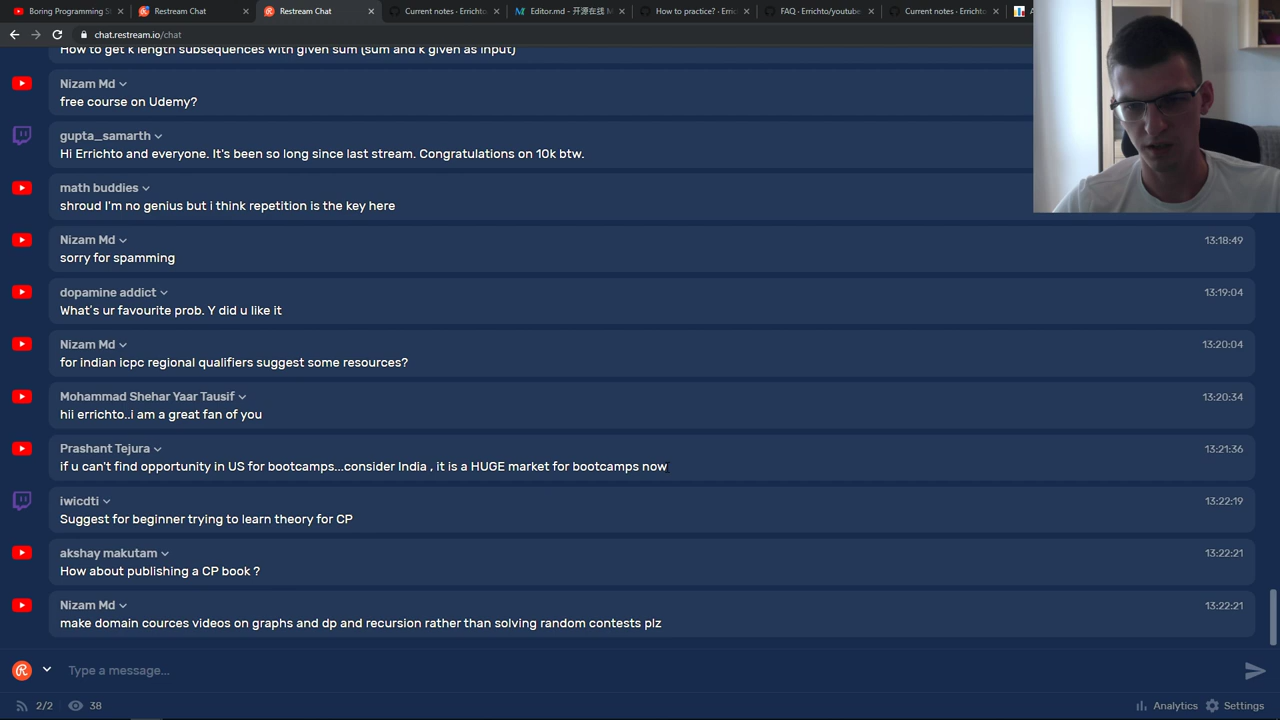 Boring Programming S
Restream Chat
Restream Chat
Current notes - Errichto
Editor.md - 开源在线 M
How to practice? · Erric
FAQ · Errichto/youtube
Current notes · Errichto
A
chat.restream.io/chat
How to get k length subsequences with given sum (sum and k given as input)
Nizam Md
free course on Udemy?
gupta_samarth
Hi Errichto and everyone. It's been so long since last stream. Congratulations on 10k btw.
math buddies
shroud I'm no genius but i think repetition is the key here
Nizam Md
13:18:49
sorry for spamming
dopamine addict
13:19:04
What's ur favourite prob. Y did u like it
Nizam Md
13:20:04
for indian icpc regional qualifiers suggest some resources?
Mohammad Shehar Yaar Tausif
13:20:34
hii errichto..i am a great fan of you
Prashant Tejura
13:21:36
if u can't find opportunity in US for bootcamps...consider India , it is a HUGE market for bootcamps now
iwicdti
13:22:19
Suggest for beginner trying to learn theory for CP
akshay makutam
13:22:21
How about publishing a CP book ?
Nizam Md
13:22:21
make domain cources videos on graphs and dp and recursion rather than solving random contests plz
Type a message...
2/2
38
Analytics
Settings